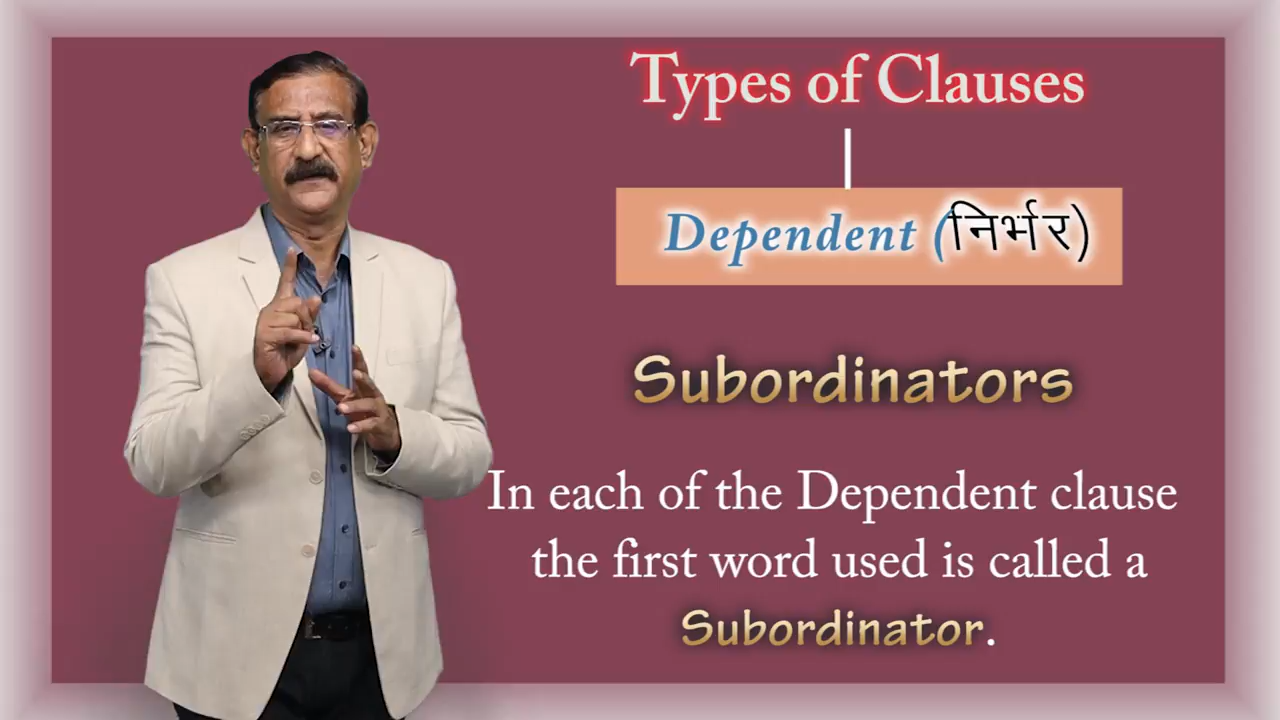 Types of Clauses
Dependent (निर्भर)
Subordinators
In each of the Dependent clause
the first word used is called a
Subordinator.